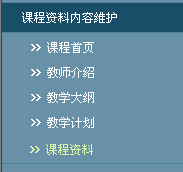 课程资料内容维护
>> 课程首页
>> 教师介绍
>> 教学大纲
>> 教学计划
>> 课程资料